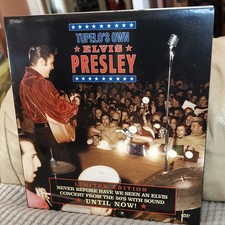 TUPELO'S OWN
ELVIS
PRESLEY
LIMITED EDITION
NEVER BEFORE HAVE WE SEEN AN ELVIS
CONCERT FROM THE 50'S WITH SOUND
UNTIL NOW!
DVD